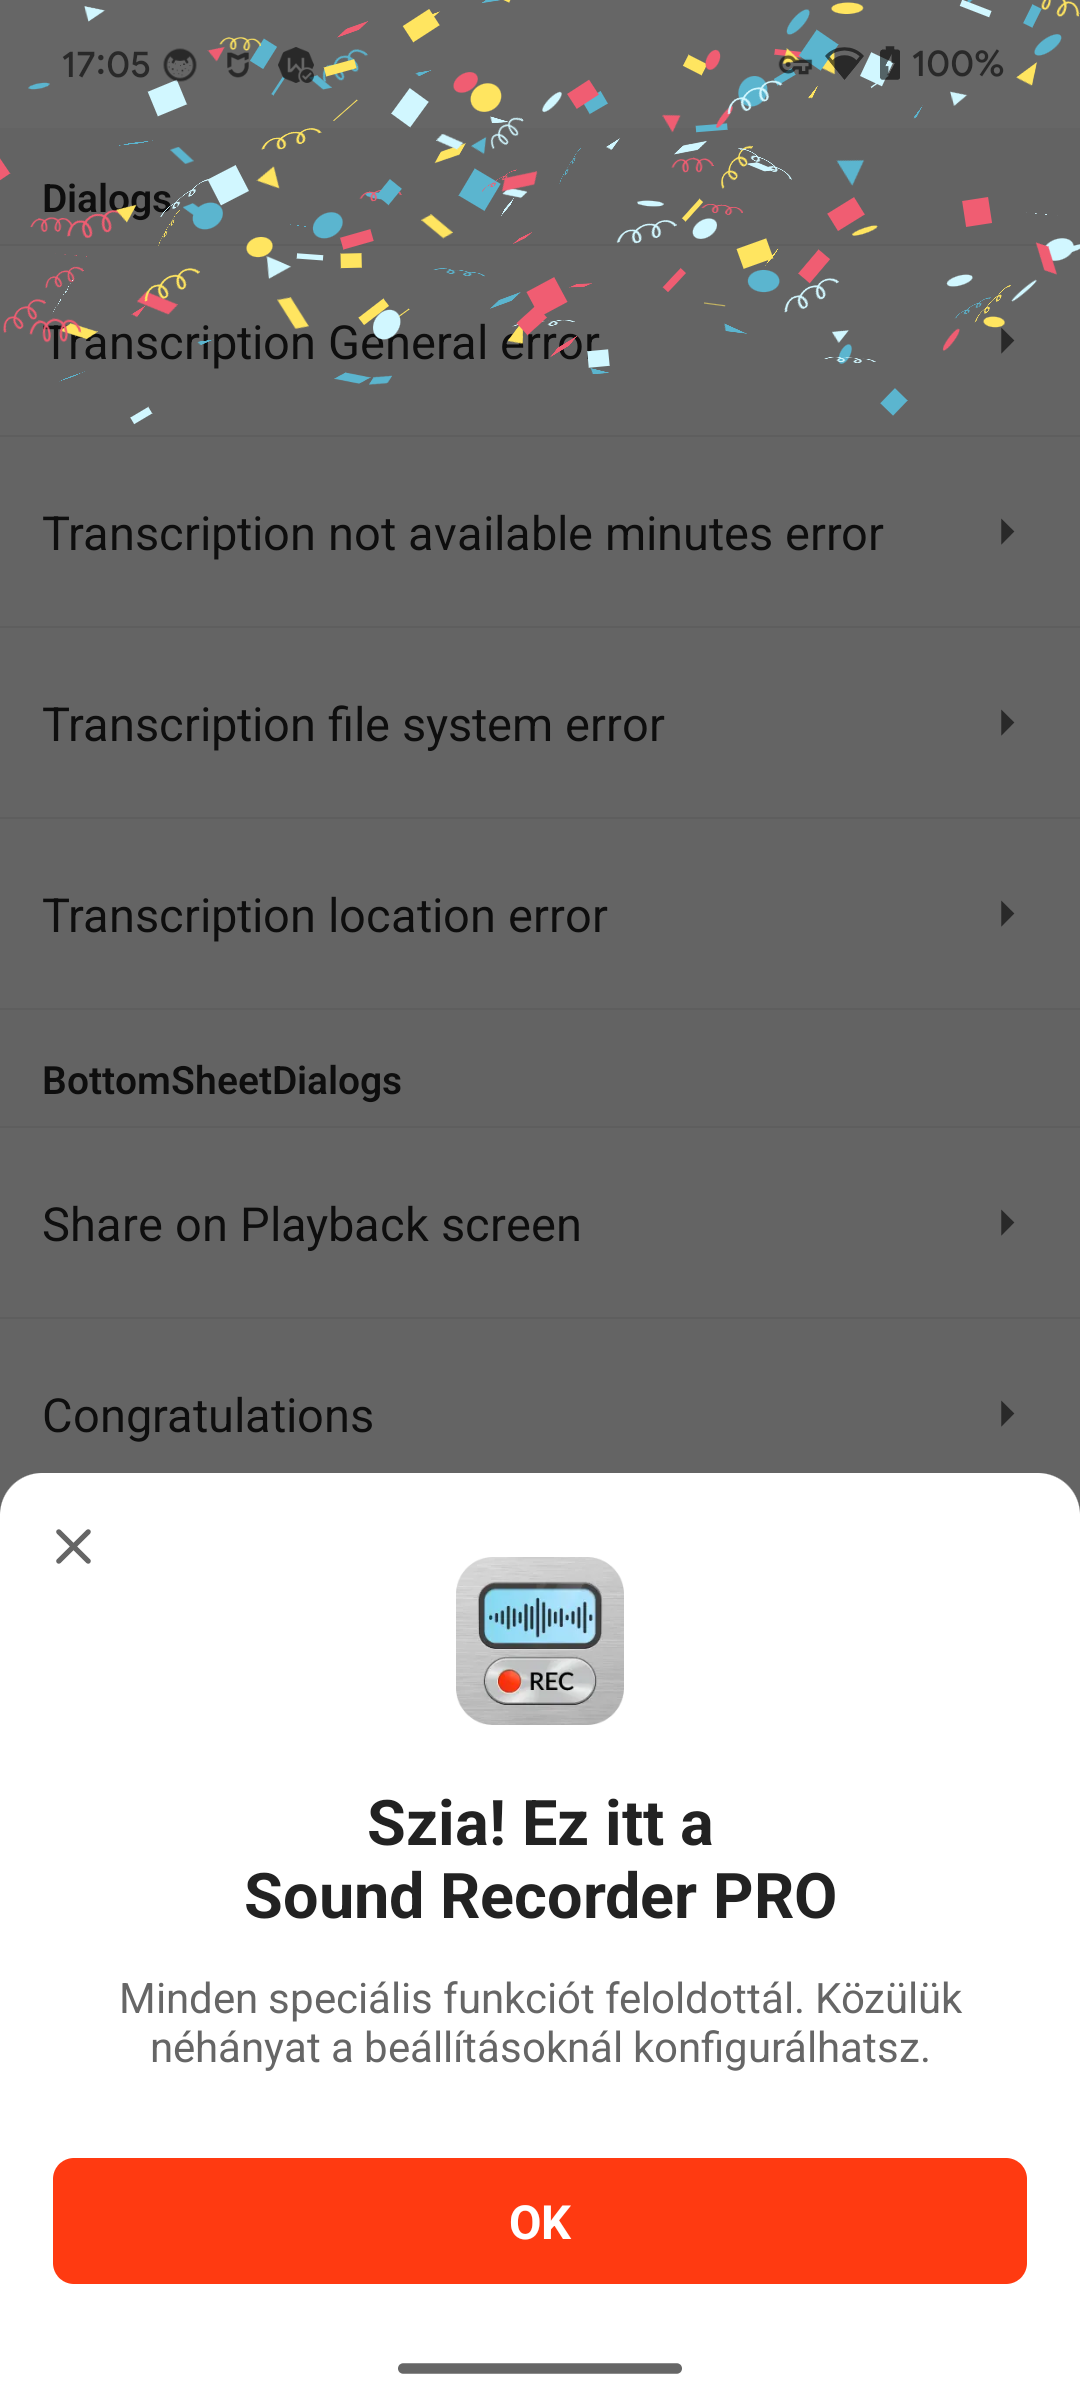 17:05
100%
Dialogs
Transcription General error
Transcription not available minutes error
Transcription file system error
Transcription location error
BottomSheetDialogs
Share on Playback screen
Congratulations
REC
Szia! Ez itt a
Sound Recorder PRO
Minden speciális funkciót feloldottál. Közülük
néhányat a beállításoknál konfigurálhatsz.
OK